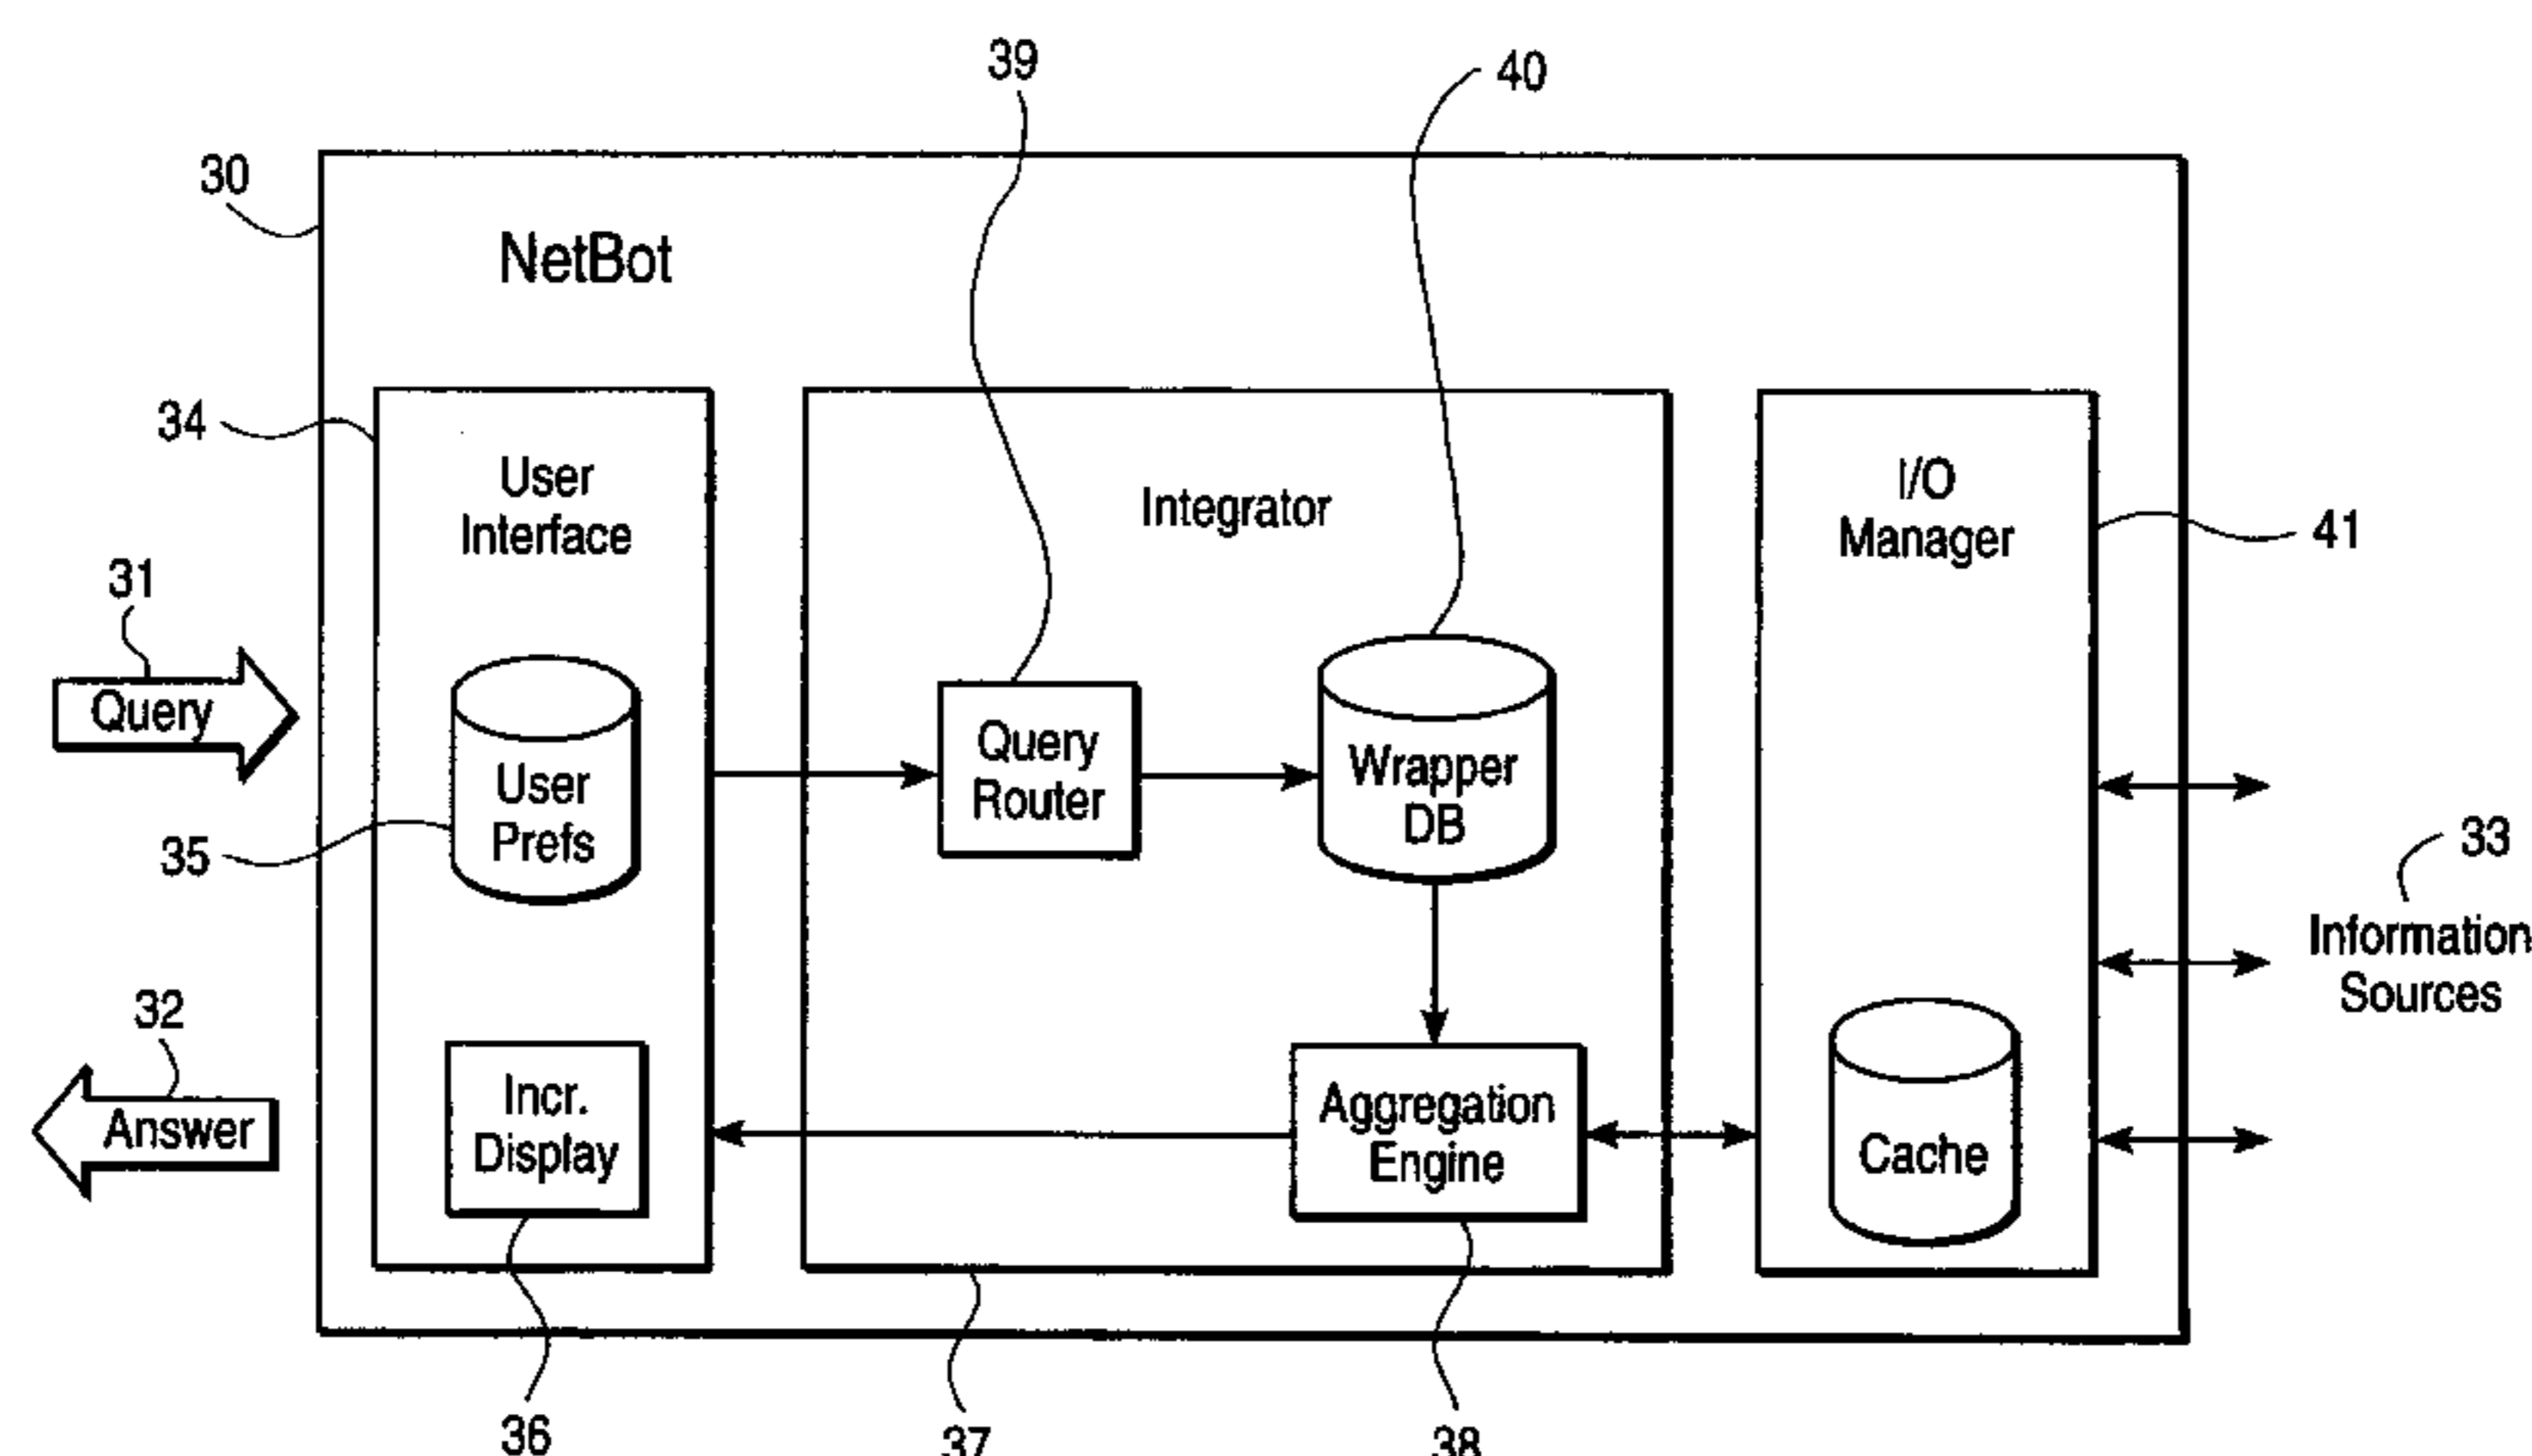 39
40
30
NetBot
34
User
Interface
Integrator
I/O
Manager
41
31
Query
User
Prefs
35
Query
Router
Wrapper
DB
33
Information
Sources
32
Answer
Incr.
Display
Aggregation
Engine
Cache
36
37
38